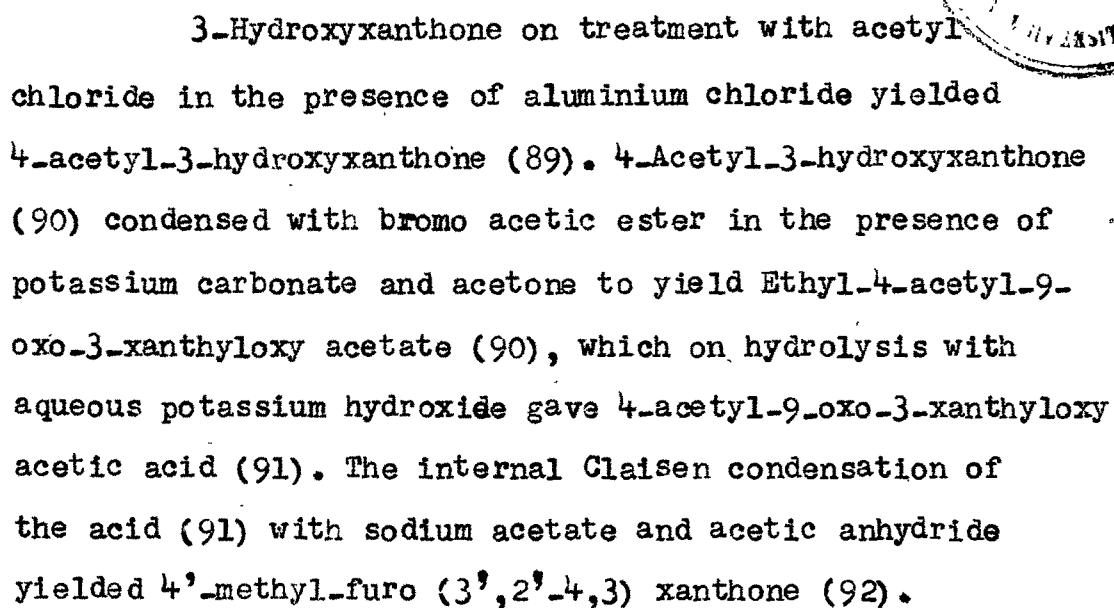 3-Hydroxyxanthone on treatment with acetyl
chloride in the presence of aluminium chloride yielded
4-acetyl-3-hydroxyxanthone (89). 4-Acetyl-3-hydroxyxanthone
(90) condensed with bromo acetic ester in the presence of
potassium carbonate and acetone to yield Ethyl-4-acetyl-9-
oxo-3-xanthyloxy acetate (90), which on hydrolysis with
aqueous potassium hydroxide gave 4-acetyl-9-oxo-3-xanthyloxy
acetic acid (91). The internal Claisen condensation of
the acid (91) with sodium acetate and acetic anhydride
yielded 4'-methyl-furo (3',2'-4,3) xanthone (92).